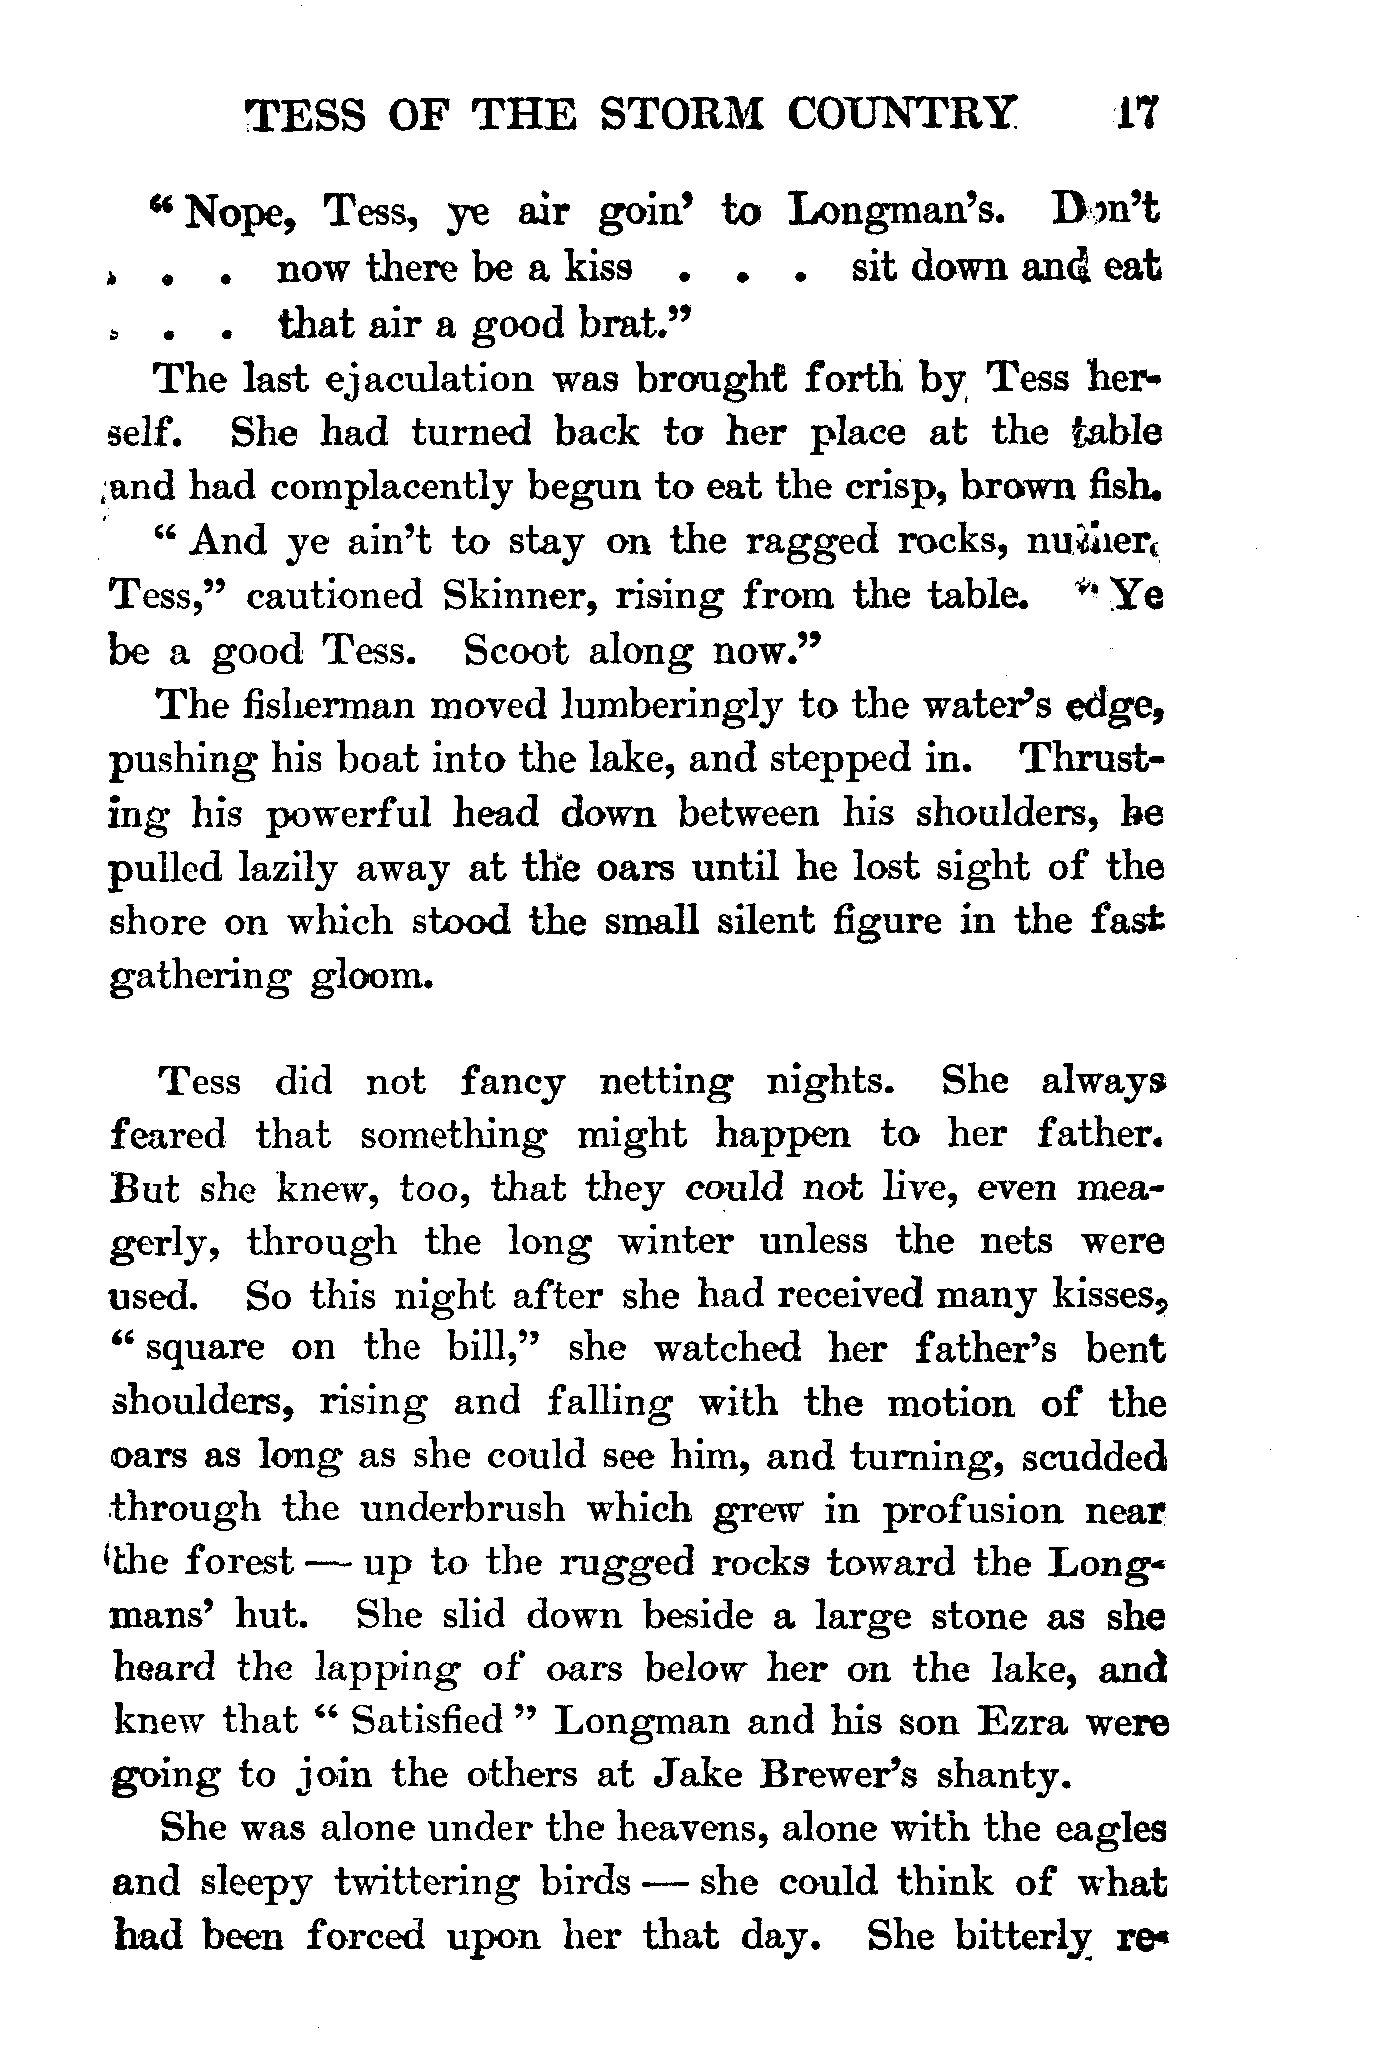 TESS OF THE STORM COUNTRY 17
“ Nope, Tess, ye air goin’ to Longman’s. Don’t
. . . now there be a kiss . . . sit down and eat
. . . that air a good brat.”
The last ejaculation was brought forth by Tess her-
self. She had turned back to her place at the table
and had complacently begun to eat the crisp, brown fish.
“ And ye ain’t to stay on the ragged rocks, nuther,
Tess,” cautioned Skinner, rising from the table. “ Ye
be a good Tess. Scoot along now.”
The fisherman moved lumberingly to the water’s edge,
pushing his boat into the lake, and stepped in. Thrust-
ing his powerful head down between his shoulders, he
pulled lazily away at the oars until he lost sight of the
shore on which stood the small silent figure in the fast
gathering gloom.
Tess did not fancy netting nights. She always
feared that something might happen to her father.
But she knew, too, that they could not live, even mea-
gerly, through the long winter unless the nets were
used. So this night after she had received many kisses,
“ square on the bill,” she watched her father’s bent
shoulders, rising and falling with the motion of the
oars as long as she could see him, and turning, scudded
through the underbrush which grew in profusion near
the forest — up to the rugged rocks toward the Long-
mans’ hut. She slid down beside a large stone as she
heard the lapping of oars below her on the lake, and
knew that “ Satisfied ” Longman and his son Ezra were
going to join the others at Jake Brewer’s shanty.
She was alone under the heavens, alone with the eagles
and sleepy twittering birds — she could think of what
had been forced upon her that day. She bitterly re-